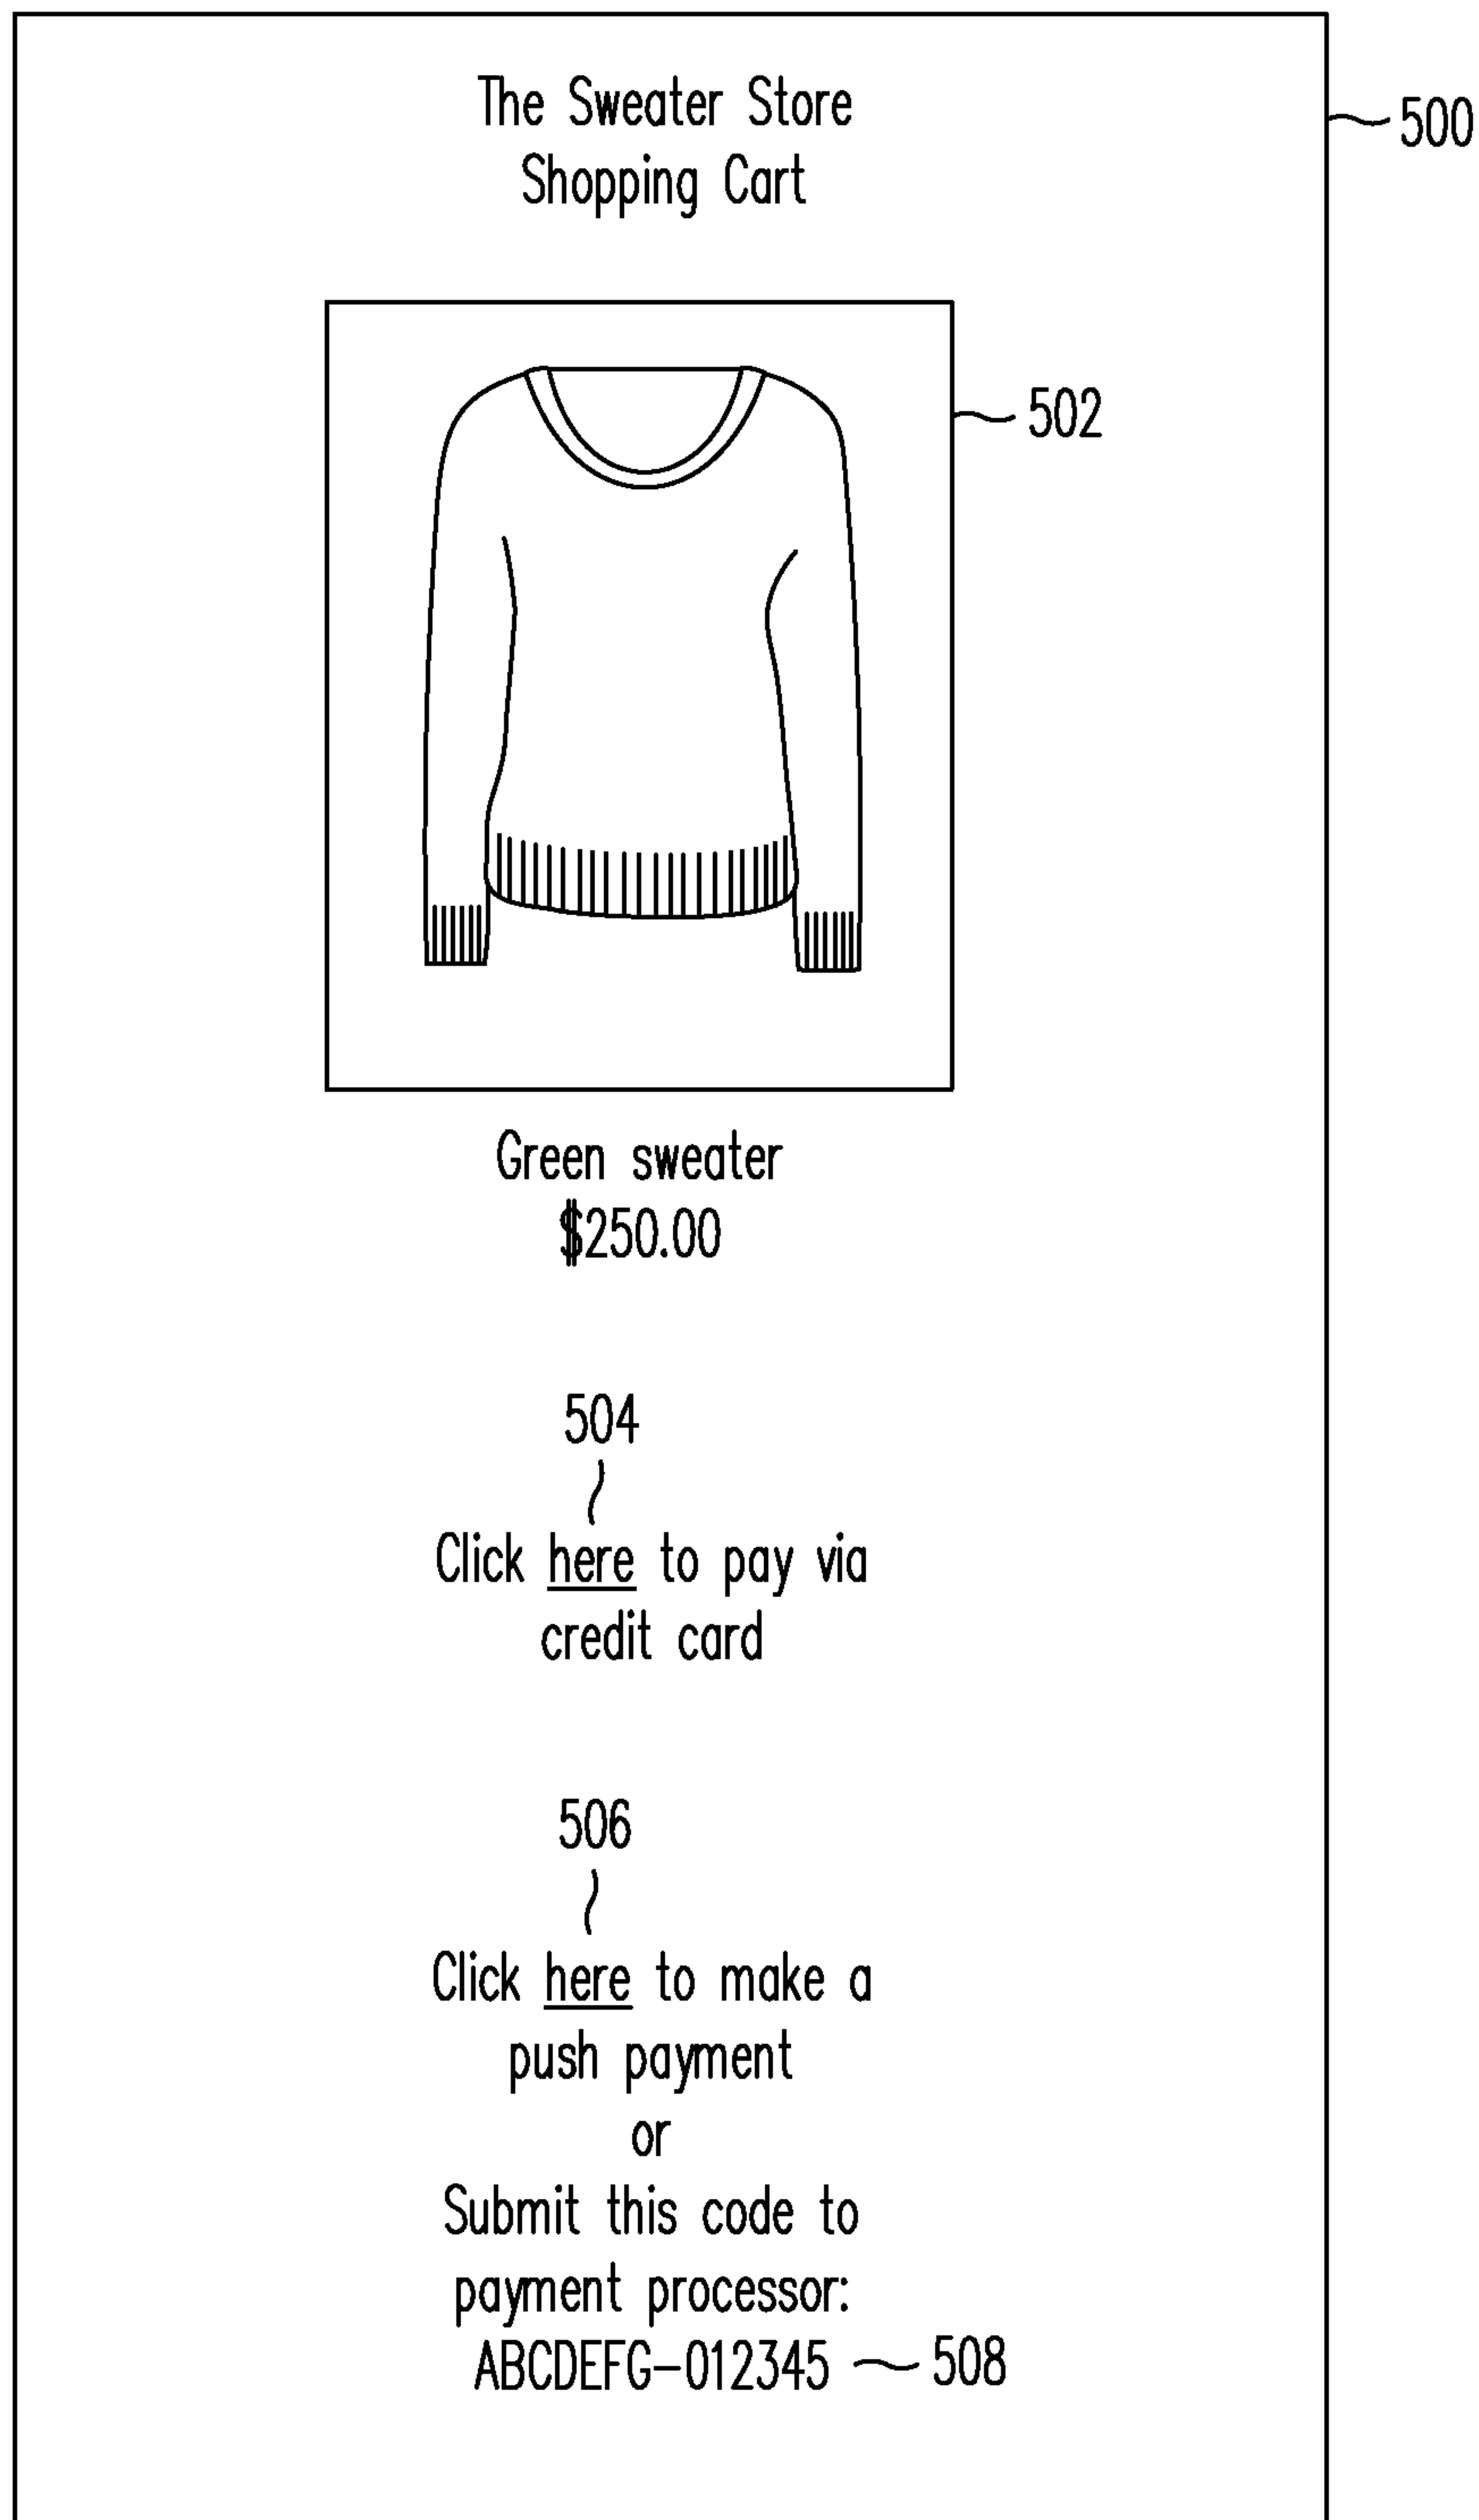 The Sweater Store
Shopping Cart
500
502
Green sweater
$250.00
504
Click here to pay via
credit card
506
Click here to make a
push payment
or
Submit this code to
payment processor:
ABCDEFG-012345
508